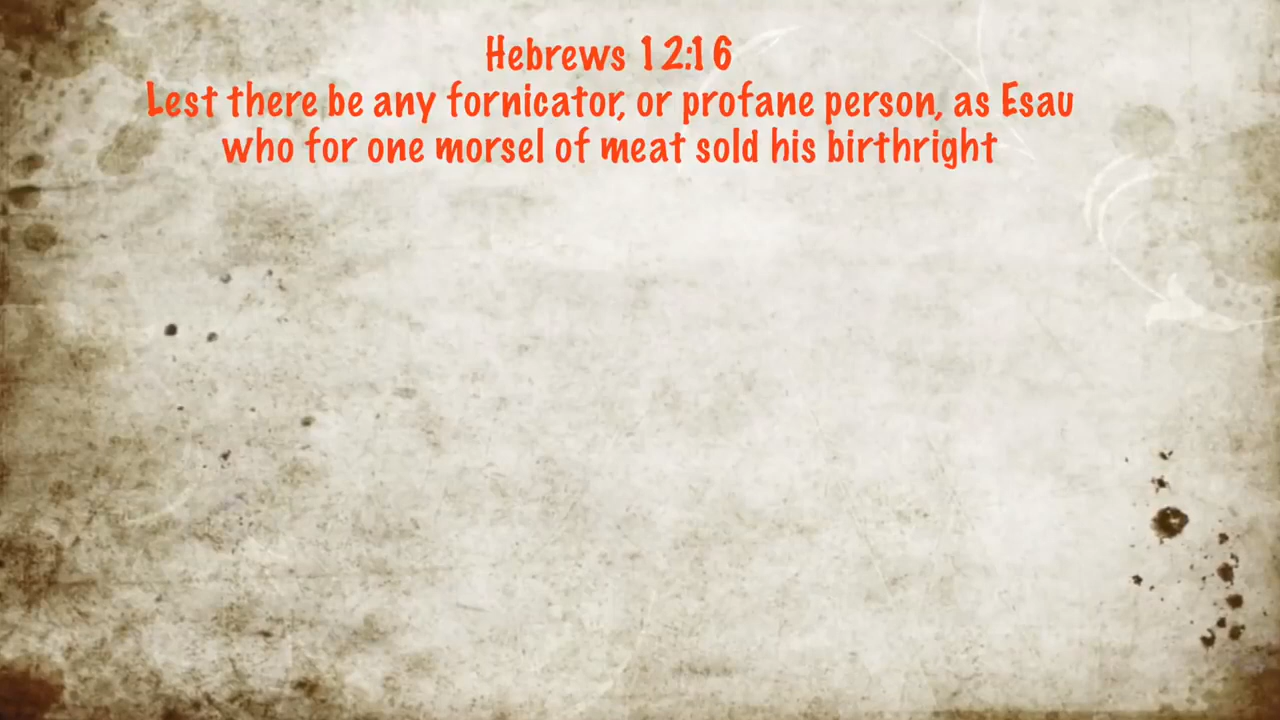 Hebrews 12:16
Lest there be any fornicator, or profane person, as Esau
who for one morsel of meat sold his birthright